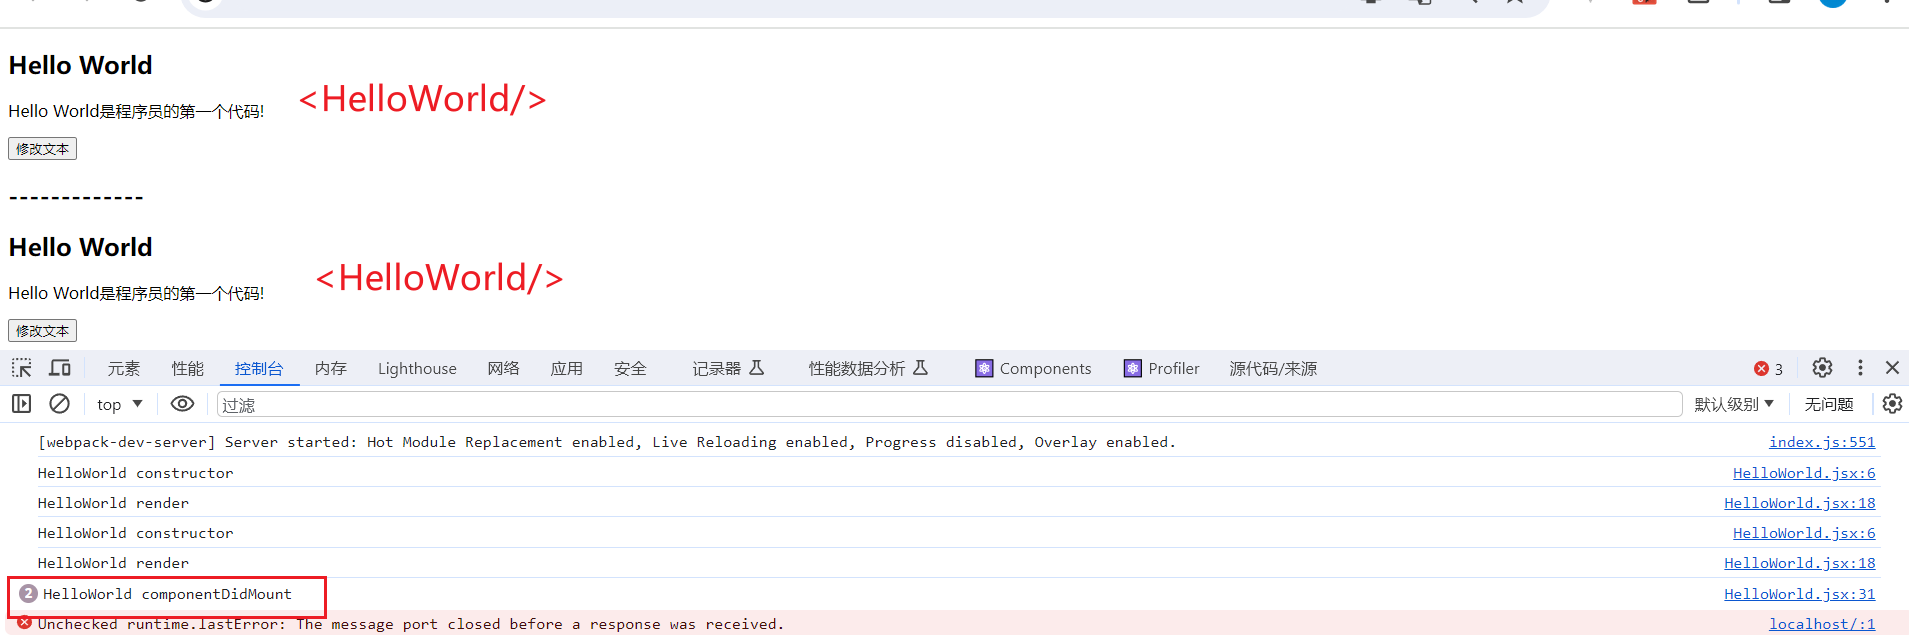 Hello World
Hello World是程序员的第一个代码!
<HelloWorld/>
修改文本
-------------
Hello World
Hello World是程序员的第一个代码!
<HelloWorld/>
修改文本
元素 性能 控制台 内存 Lighthouse 网络 应用 安全 记录器 性能数据分析 Components Profiler 源代码/来源 3
top 过滤 默认级别 无问题
[webpack-dev-server] Server started: Hot Module Replacement enabled, Live Reloading enabled, Progress disabled, Overlay enabled. index.js:551
HelloWorld constructor HelloWorld.jsx:6
HelloWorld render HelloWorld.jsx:18
HelloWorld constructor HelloWorld.jsx:6
HelloWorld render HelloWorld.jsx:18
2 HelloWorld componentDidMount HelloWorld.jsx:31
Unchecked runtime.lastError: The message port closed before a response was received. localhost/:1